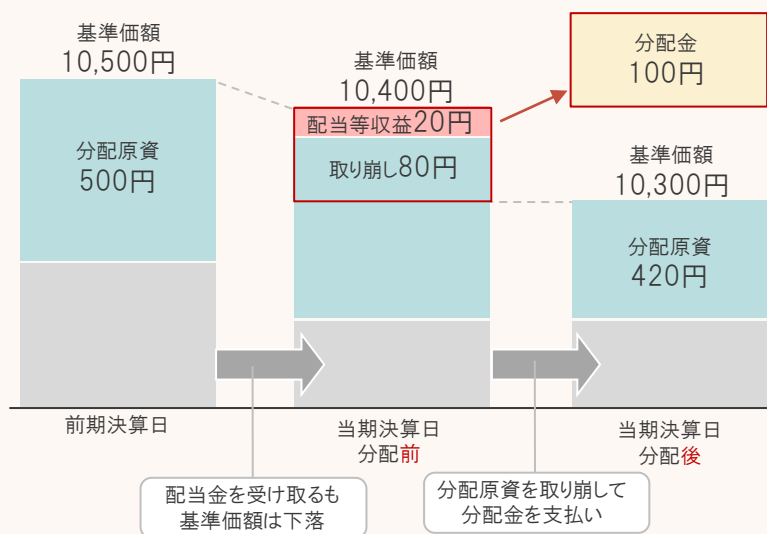 基準価額
10,500円
分配原資
500円
基準価額
10,400円
配当等収益20円
取り崩し80円
分配金
100円
基準価額
10,300円
分配原資
420円
前期決算日
当期決算日
分配前
当期決算日
分配後
配当金を受け取るも
基準価額は下落
分配原資を取り崩して
分配金を支払い